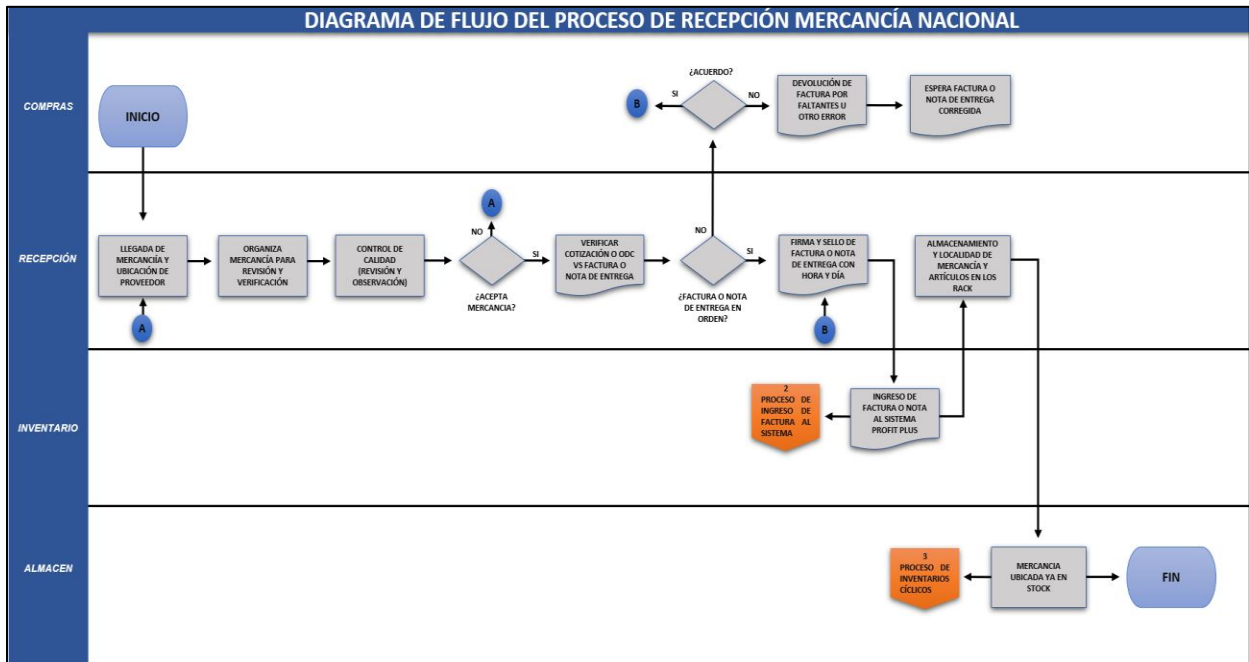 DIAGRAMA DE FLUJO DEL PROCESO DE RECEPCIÓN MERCANCÍA NACIONAL
COMPRAS
INICIO
¿ACUERDO?
B
SI
NO
DEVOLUCIÓN DE
FACTURA POR
FALTANTES U
OTRO ERROR
ESPERA FACTURA O
NOTA DE ENTREGA
CORREGIDA
RECEPCIÓN
LLEGADA DE
MERCANCÍA Y
UBICACIÓN DE
PROVEEDOR
A
ORGANIZA
MERCANCÍA PARA
REVISIÓN Y
VERIFICACIÓN
CONTROL DE
CALIDAD
(REVISIÓN Y
OBSERVACIÓN)
A
NO
SI
¿ACEPTA
MERCANCIA?
VERIFICAR
COTIZACIÓN O ODC
VS FACTURA O
NOTA DE ENTREGA
NO
SI
¿FACTURA O NOTA
DE ENTREGA EN
ORDEN?
FIRMA Y SELLO DE
FACTURA O NOTA
DE ENTREGA CON
HORA Y DÍA
B
ALMACENAMIENTO
Y LOCALIDAD DE
MERCANCÍA Y
ARTÍCULOS EN LOS
RACK
INVENTARIO
2
PROCESO DE
INGRESO DE
FACTURA AL
SISTEMA
INGRESO DE
FACTURA O NOTA
AL SISTEMA
PROFIT PLUS
ALMACEN
3
PROCESO DE
INVENTARIOS
CÍCLICOS
MERCANCIA
UBICADA YA EN
STOCK
FIN